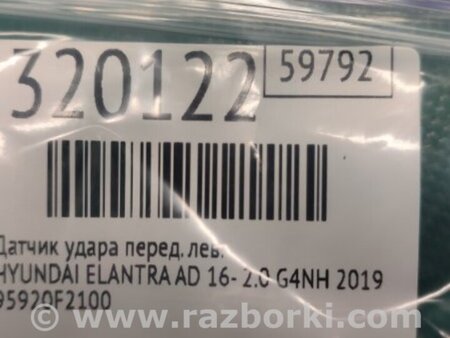 320122
59792
Датчик удара перед. лев.
HYUNDAI ELANTRA AD 16- 2.0 G4NH 2019
95920F2100
© www.razborki.com